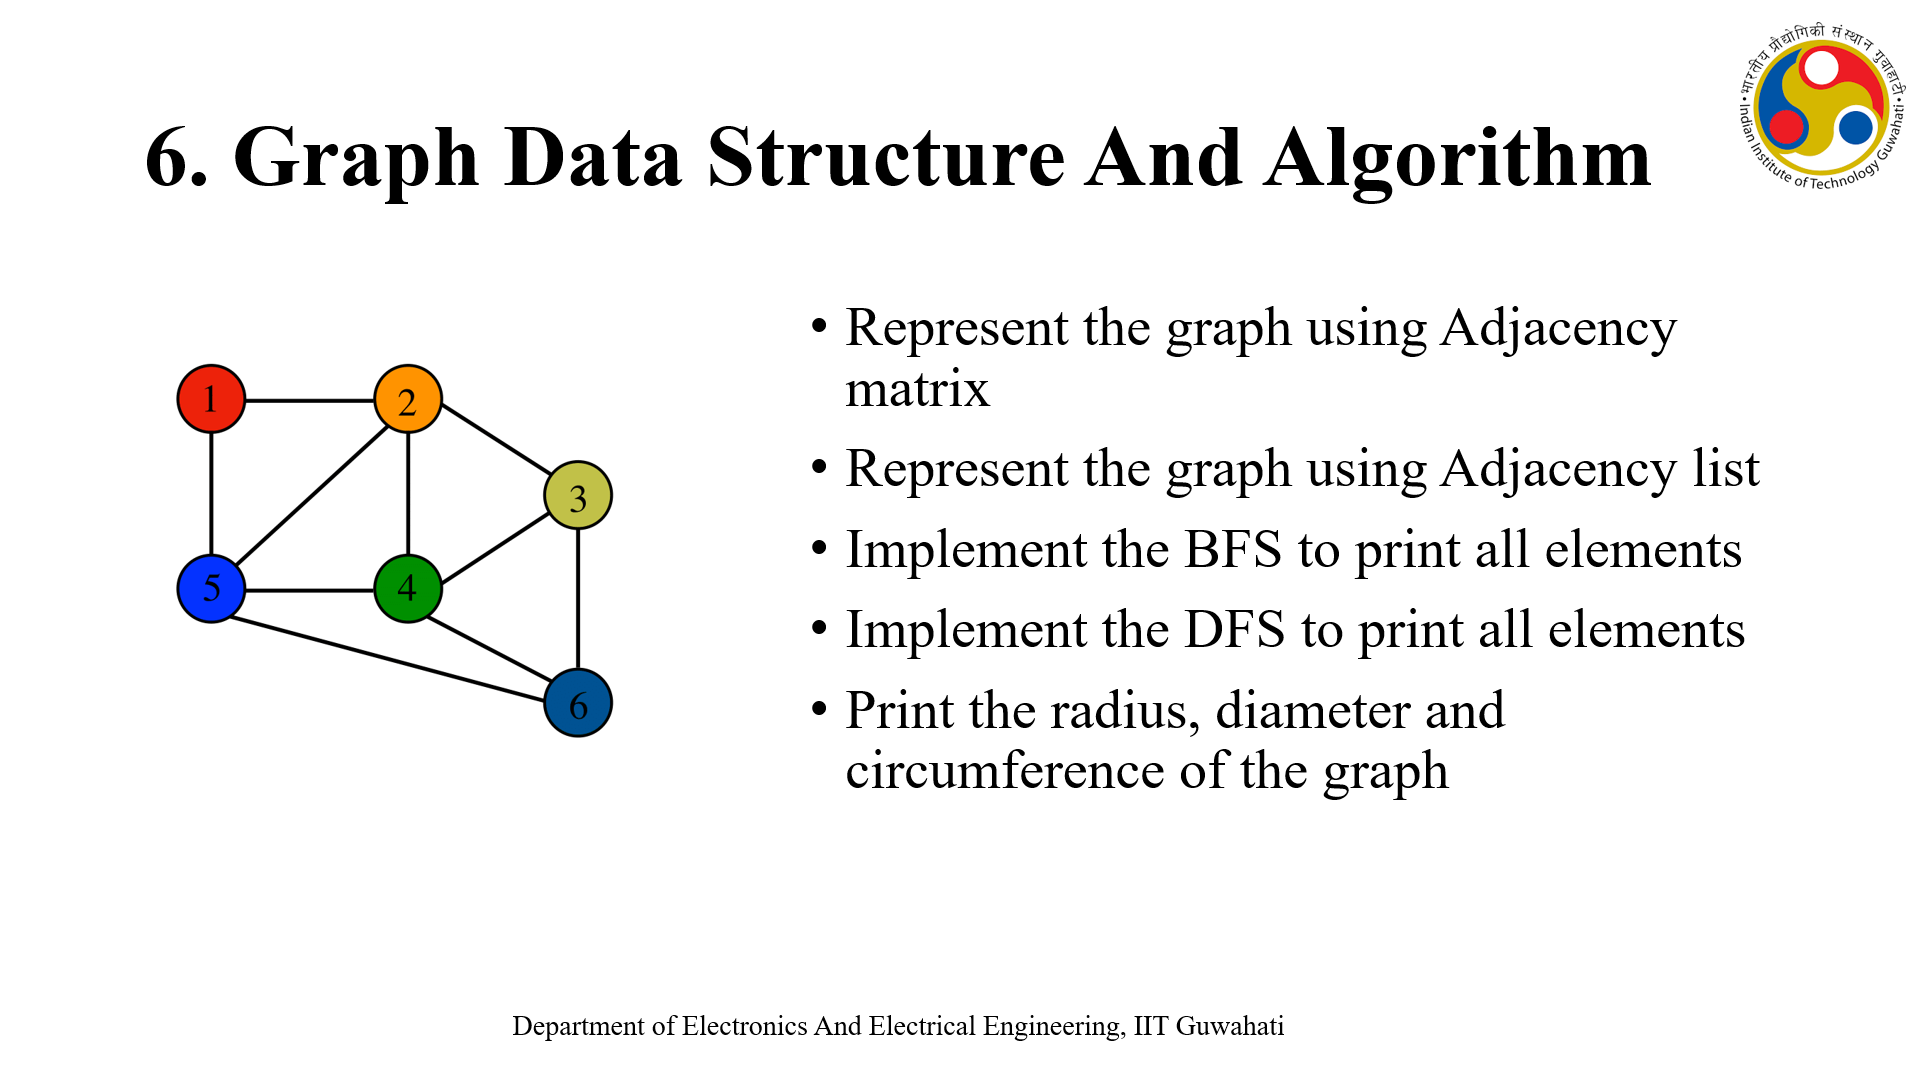 भारतीय प्रौद्योगिकी संस्थान गुवाहाटी
Indian Institute of Technology Guwahati
6. Graph Data Structure And Algorithm
• Represent the graph using Adjacency
matrix
• Represent the graph using Adjacency list
• Implement the BFS to print all elements
• Implement the DFS to print all elements
• Print the radius, diameter and
circumference of the graph
1
2
3
5
4
6
Department of Electronics And Electrical Engineering, IIT Guwahati